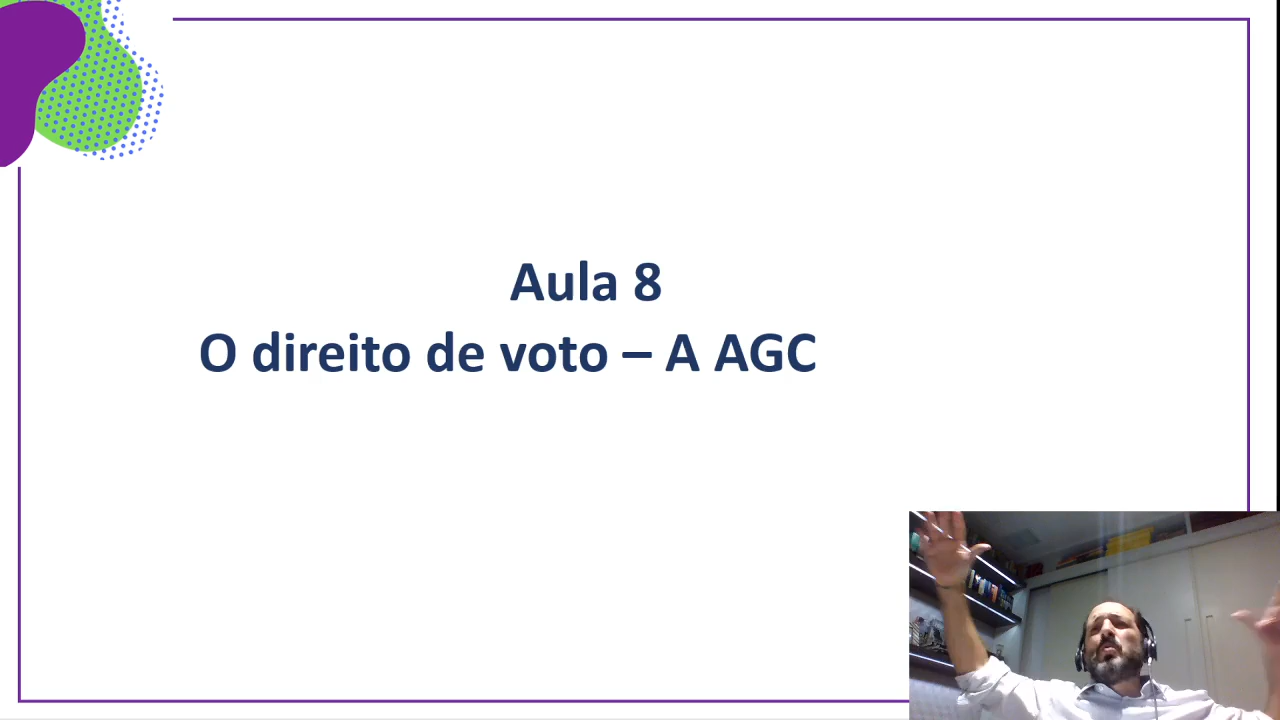 Aula 8
O direito de voto – A AGC